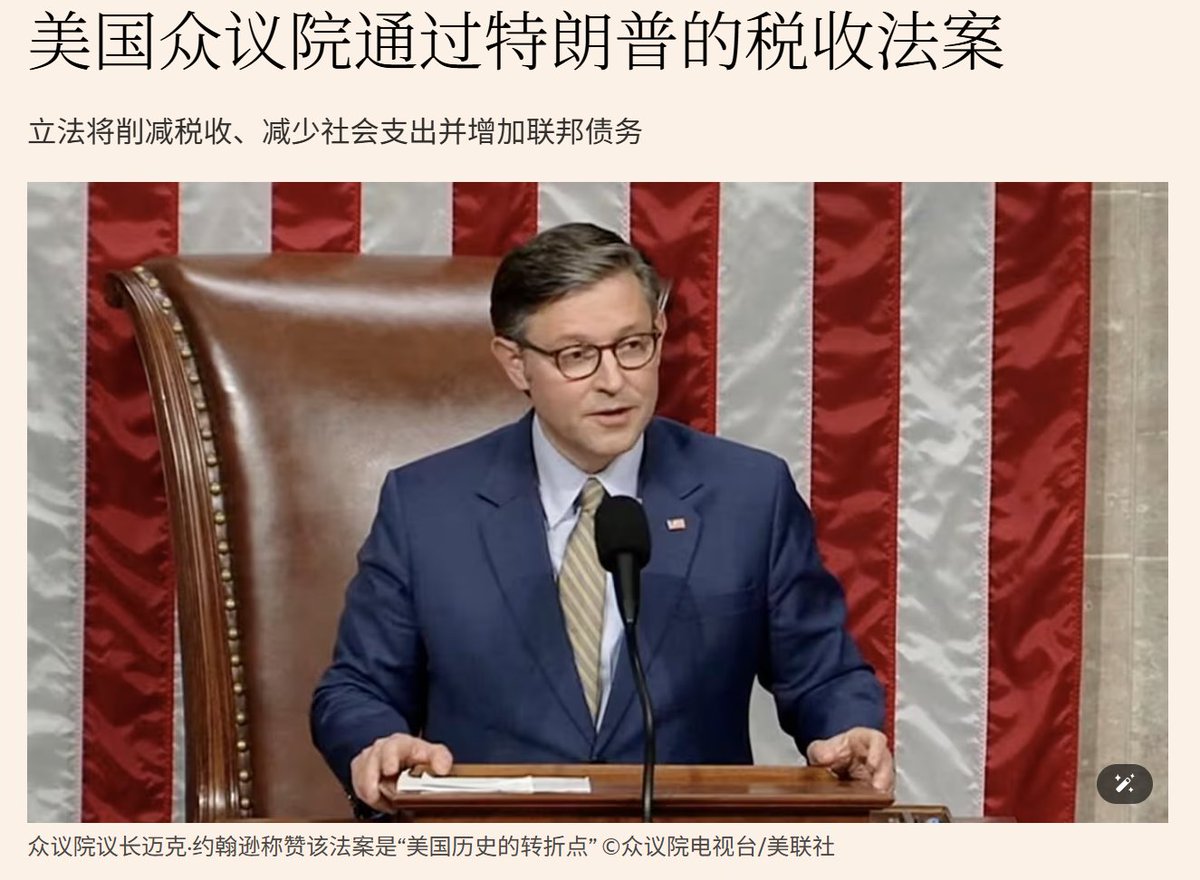 美国众议院通过特朗普的税收法案
立法将削减税收、减少社会支出并增加联邦债务
众议院议长迈克·约翰逊称赞该法案是“美国历史的转折点” ©众议院电视台/美联社